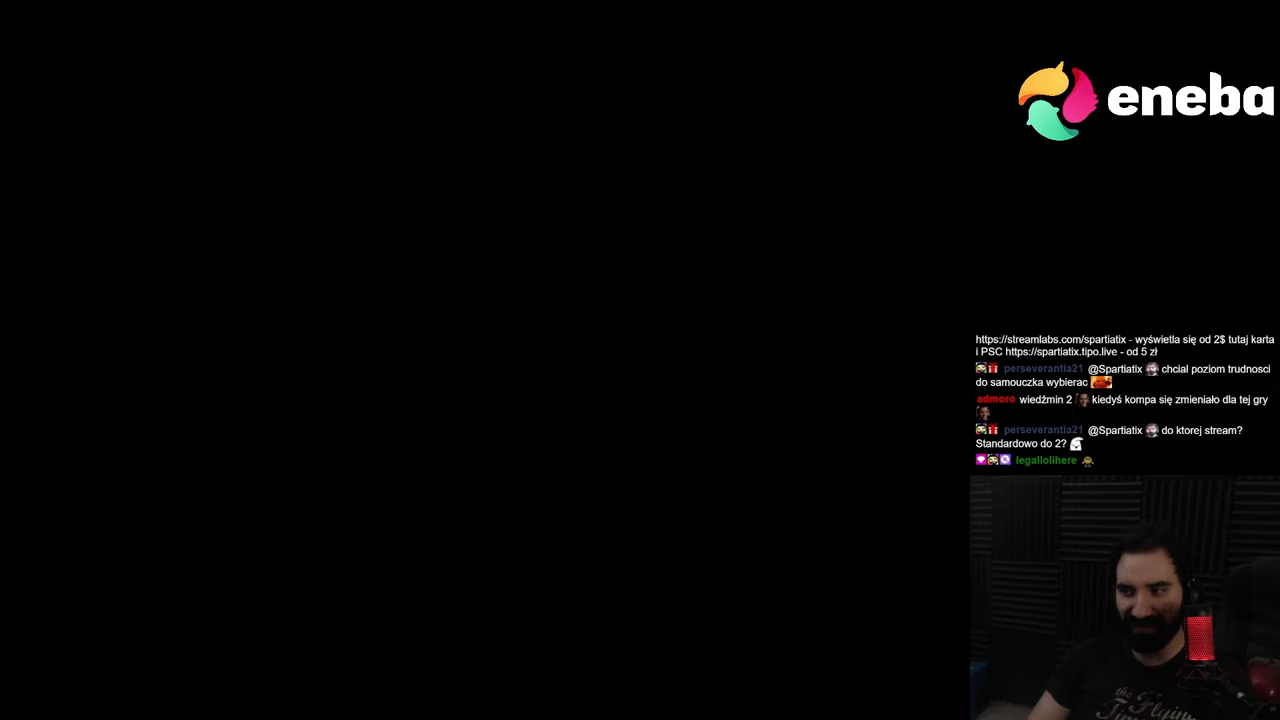 eneba
https://streamlabs.com/spartiatix - wyświetla się od 2$ tutaj karta
i PSC https://spartiatix.tipo.live - od 5 zł
perseverantia21 @Spartiatix chcial poziom trudnosci
do samouczka wybierac
admoro wiedźmin 2 kiedyś kompa się zmieniało dla tej gry
perseverantia21 @Spartiatix do ktorej stream?
Standardowo do 2?
legallolihere
the Flying